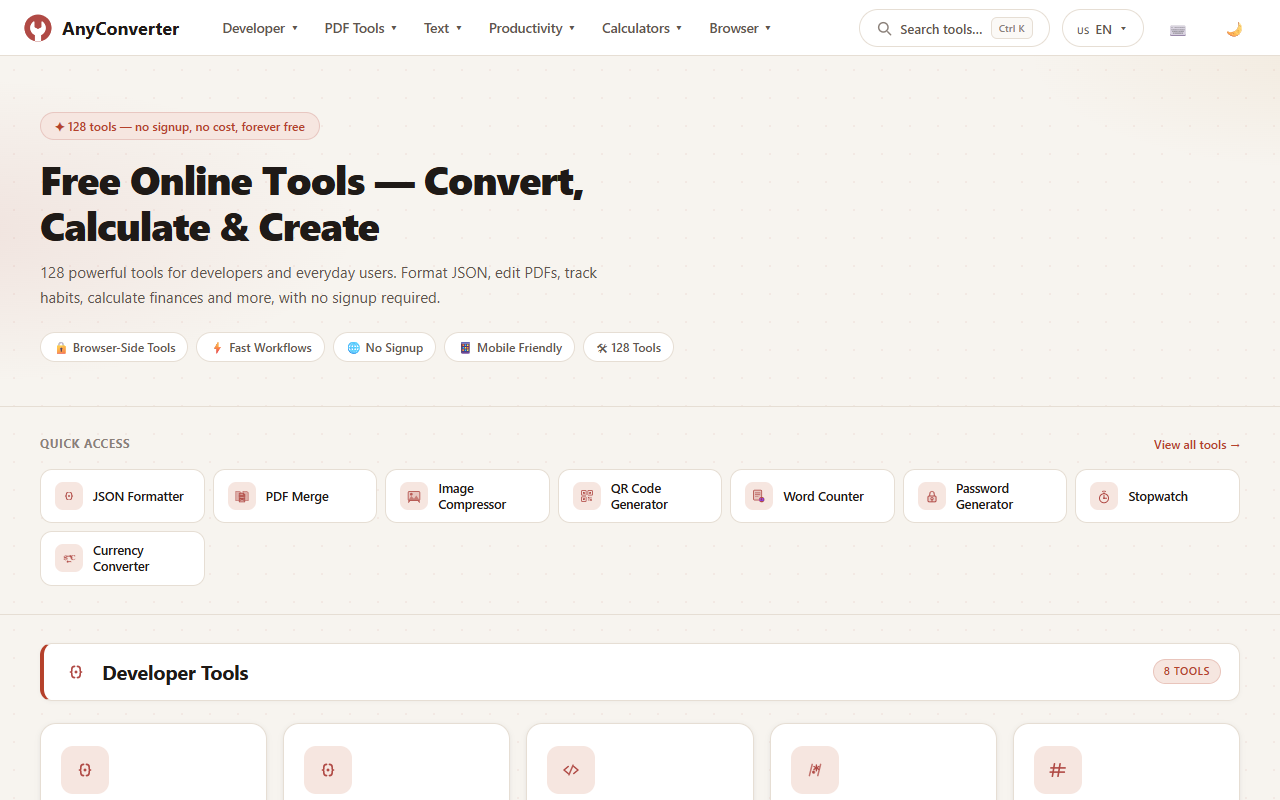 AnyConverter
Developer ▾ PDF Tools ▾ Text ▾ Productivity ▾ Calculators ▾ Browser ▾
Search tools... Ctrl K
us EN ▾
✦ 128 tools — no signup, no cost, forever free
Free Online Tools — Convert,
Calculate & Create
128 powerful tools for developers and everyday users. Format JSON, edit PDFs, track
habits, calculate finances and more, with no signup required.
Browser-Side Tools
Fast Workflows
No Signup
Mobile Friendly
128 Tools
QUICK ACCESS
View all tools →
JSON Formatter
PDF Merge
Image
Compressor
QR Code
Generator
Word Counter
Password
Generator
Stopwatch
Currency
Converter
Developer Tools
8 TOOLS